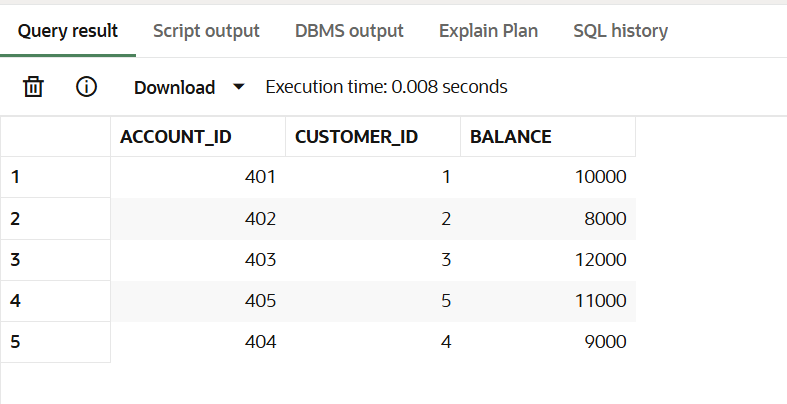 Query result Script output DBMS output Explain Plan SQL history
Download Execution time: 0.008 seconds
ACCOUNT_ID CUSTOMER_ID BALANCE
1 401 1 10000
2 402 2 8000
3 403 3 12000
4 405 5 11000
5 404 4 9000